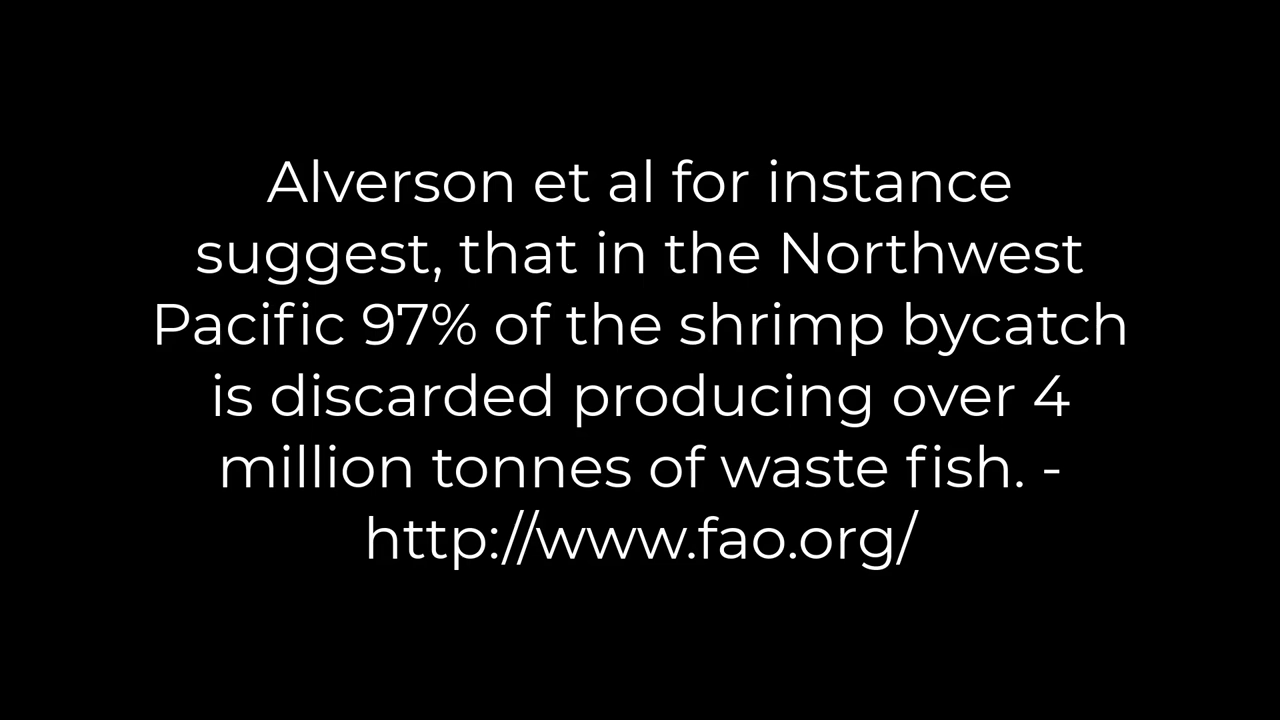 Alverson et al for instance
suggest, that in the Northwest
Pacific 97% of the shrimp bycatch
is discarded producing over 4
million tonnes of waste fish. -
http://www.fao.org/